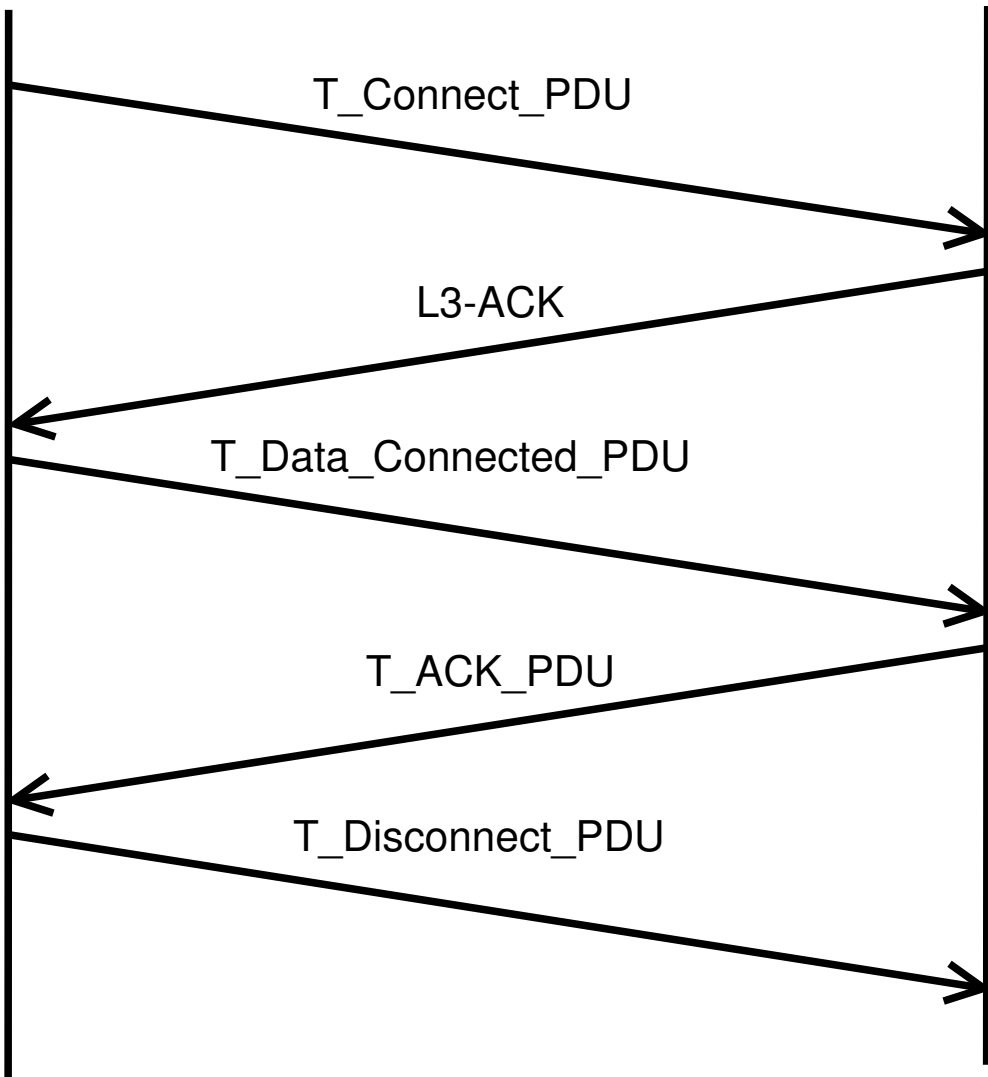 T_Connect_PDU
L3-ACK
T_Data_Connected_PDU
T_ACK_PDU
T_Disconnect_PDU